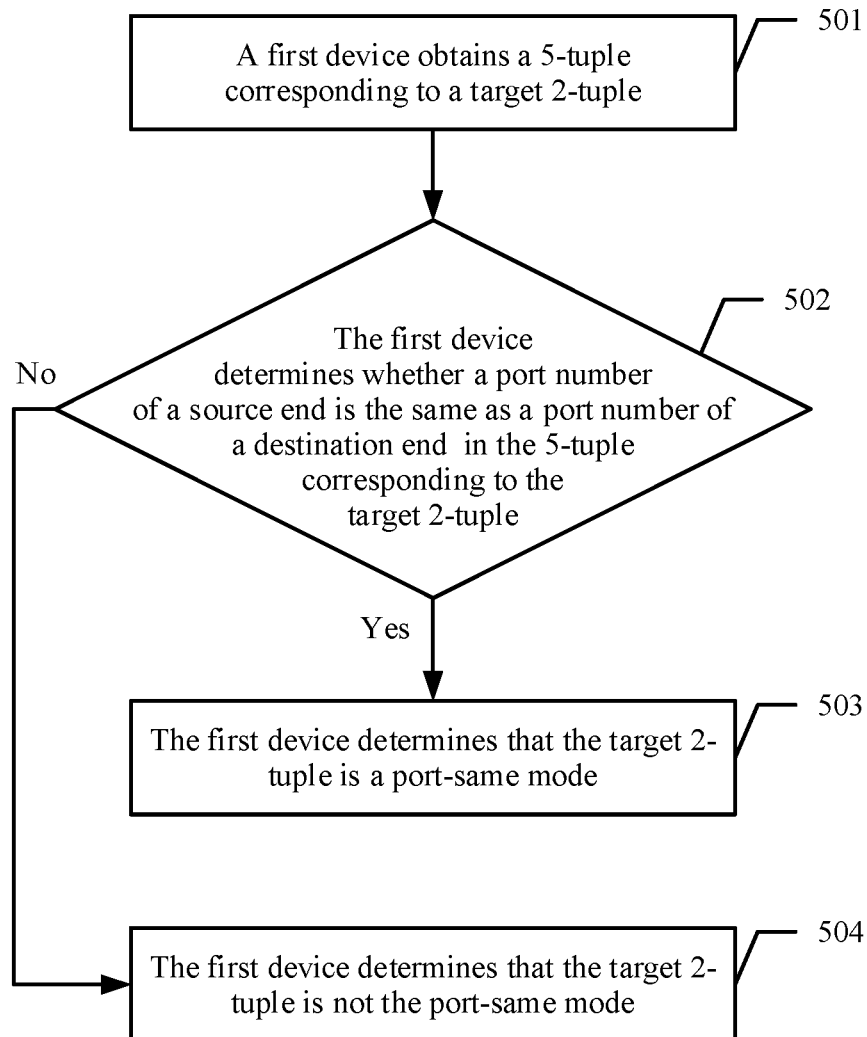 501
A first device obtains a 5-tuple
corresponding to a target 2-tuple
502
The first device
determines whether a port number
of a source end is the same as a port number of
a destination end in the 5-tuple
corresponding to the
target 2-tuple
No
Yes
503
The first device determines that the target 2-
tuple is a port-same mode
504
The first device determines that the target 2-
tuple is not the port-same mode